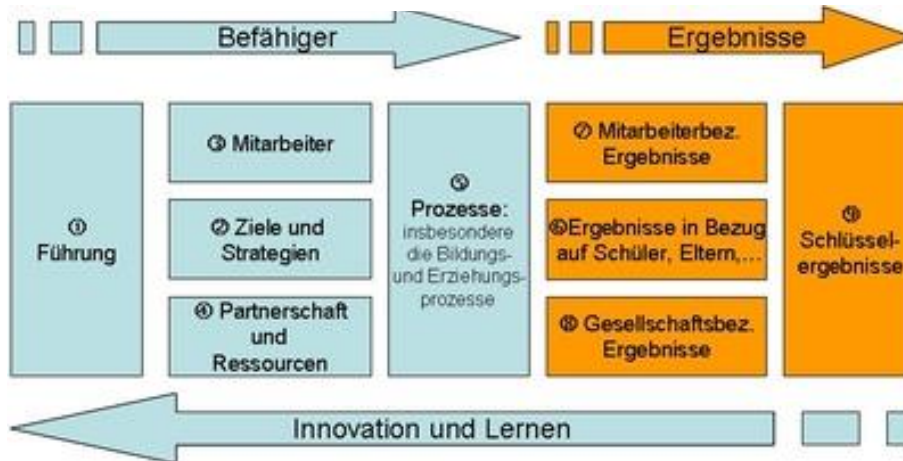 Befähiger
Ergebnisse
① Führung
③ Mitarbeiter
② Ziele und
Strategien
④ Partnerschaft
und
Ressourcen
⑤
Prozesse:
insbesondere
die Bildungs-
und Erziehungs-
prozesse
⑦ Mitarbeiterbez.
Ergebnisse
⑥Ergebnisse in Bezug
auf Schüler, Eltern,...
⑧ Gesellschaftsbez.
Ergebnisse
⑨
Schlüssel-
ergebnisse
Innovation und Lernen